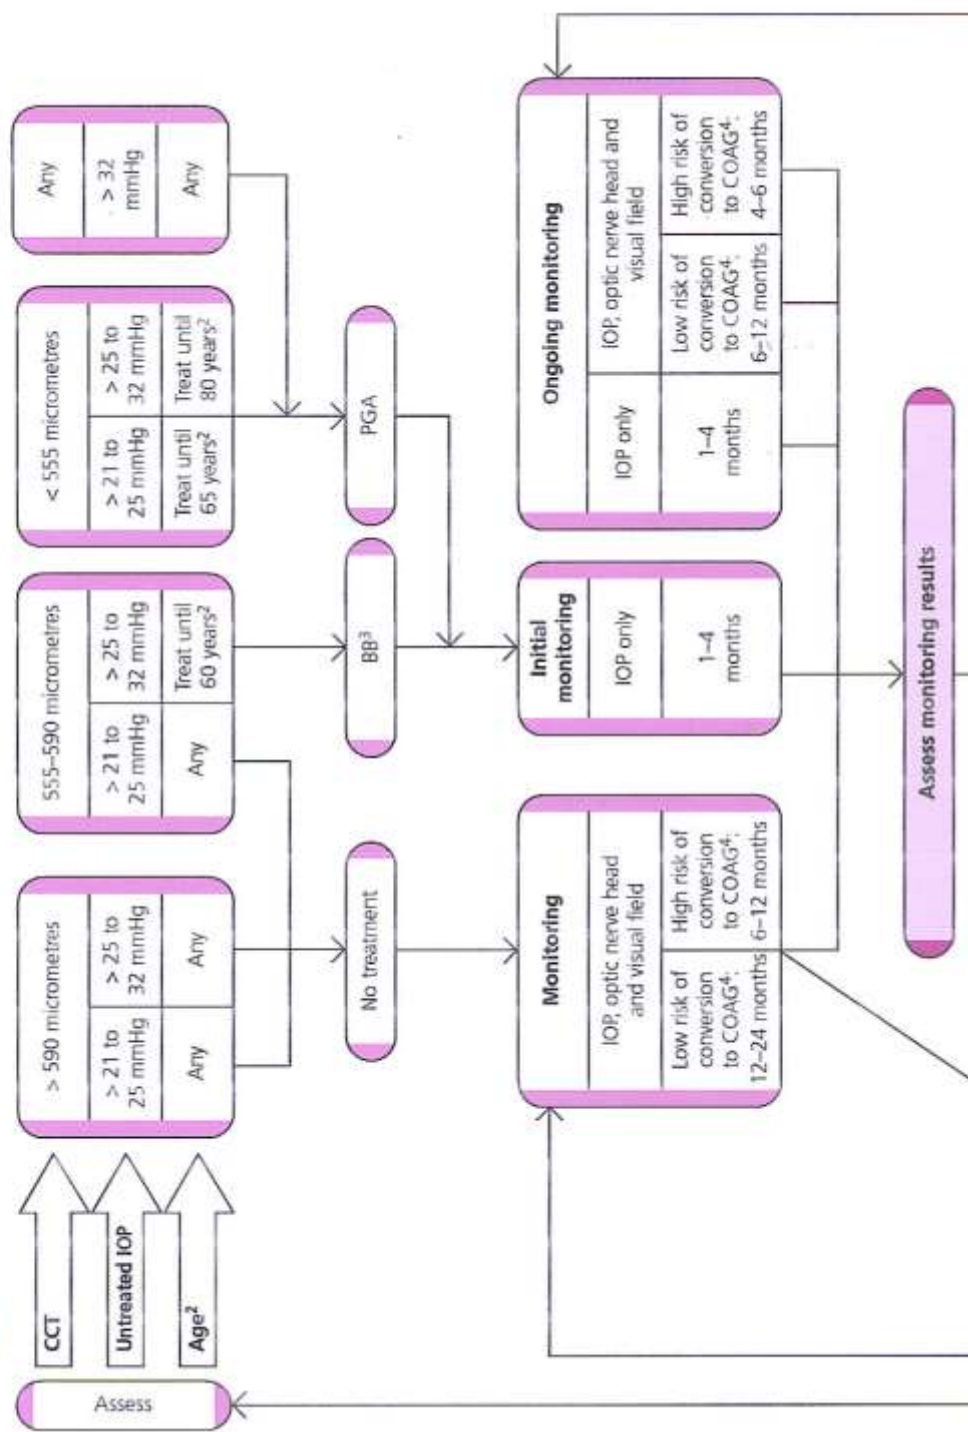 Assess
CCT
Untreated IOP
Age²
> 590 micrometres
> 21 to
25 mmHg
> 25 to
32 mmHg
Any
Any
555–590 micrometres
> 21 to
25 mmHg
> 25 to
32 mmHg
Any
Treat until
60 years²
< 555 micrometres
> 21 to
25 mmHg
> 25 to
32 mmHg
Treat until
65 years²
Treat until
80 years²
Any
> 32
mmHg
Any
No treatment
BB³
PGA
Monitoring
IOP, optic nerve head
and visual field
Low risk of
conversion
to COAG⁴:
12–24 months
High risk of
conversion
to COAG⁴:
6–12 months
Initial
monitoring
IOP only
1–4
months
Ongoing monitoring
IOP only
IOP, optic nerve head and
visual field
1–4
months
Low risk of
conversion
to COAG⁴:
6–12 months
High risk of
conversion
to COAG⁴:
4–6 months
Assess monitoring results